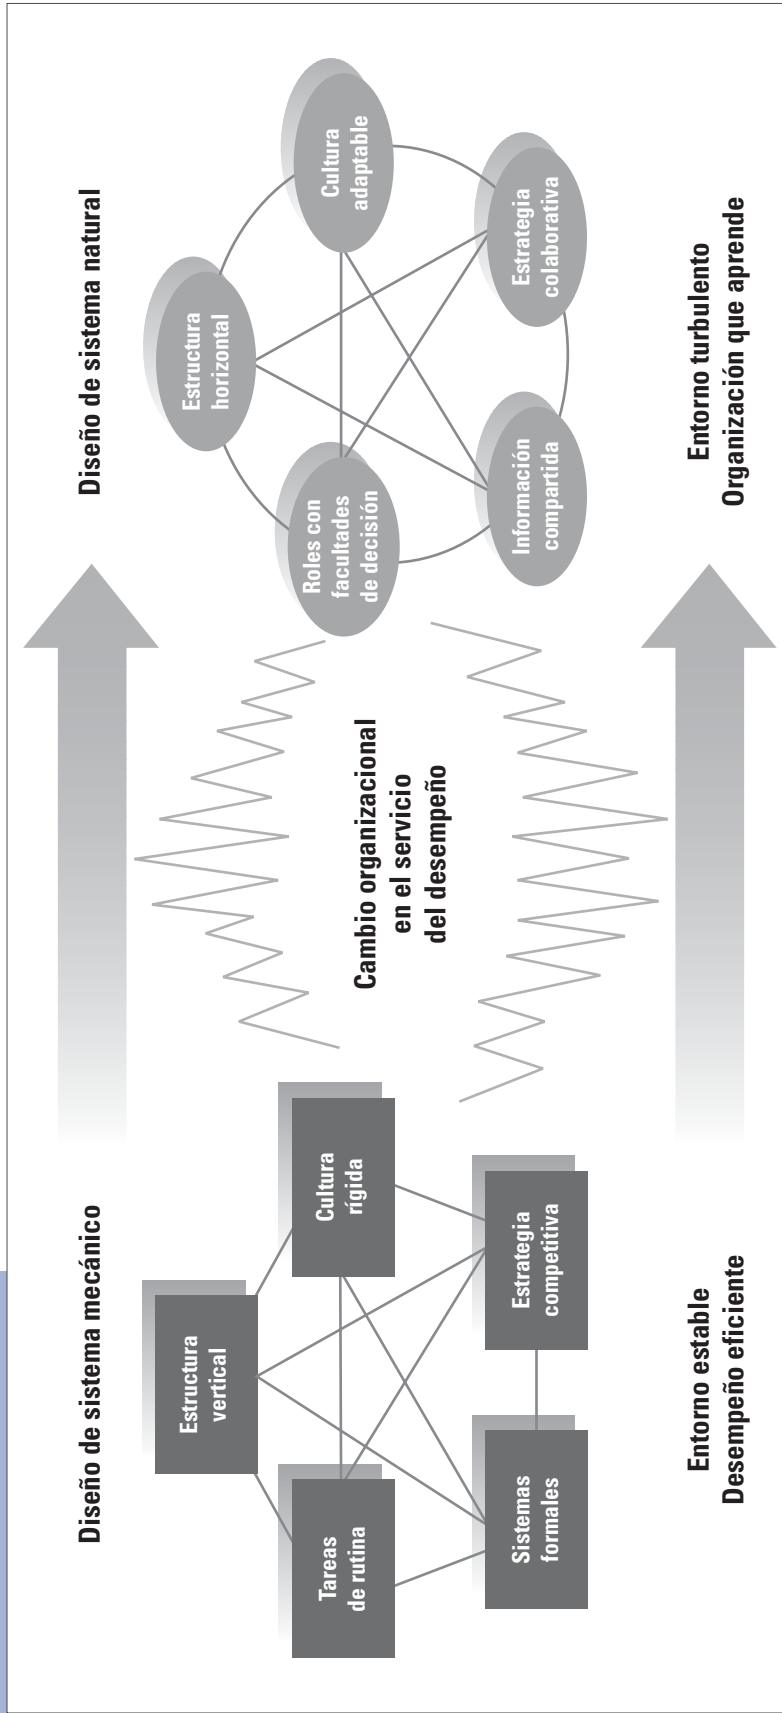 Diseño de sistema mecánico
Estructura
vertical
Cultura
rígida
Tareas
de rutina
Sistemas
formales
Estrategia
competitiva
Entorno estable
Desempeño eficiente
Cambio organizacional
en el servicio
del desempeño
Diseño de sistema natural
Estructura
horizontal
Cultura
adaptable
Roles con
facultades
de decisión
Información
compartida
Estrategia
colaborativa
Entorno turbulento
Organización que aprende